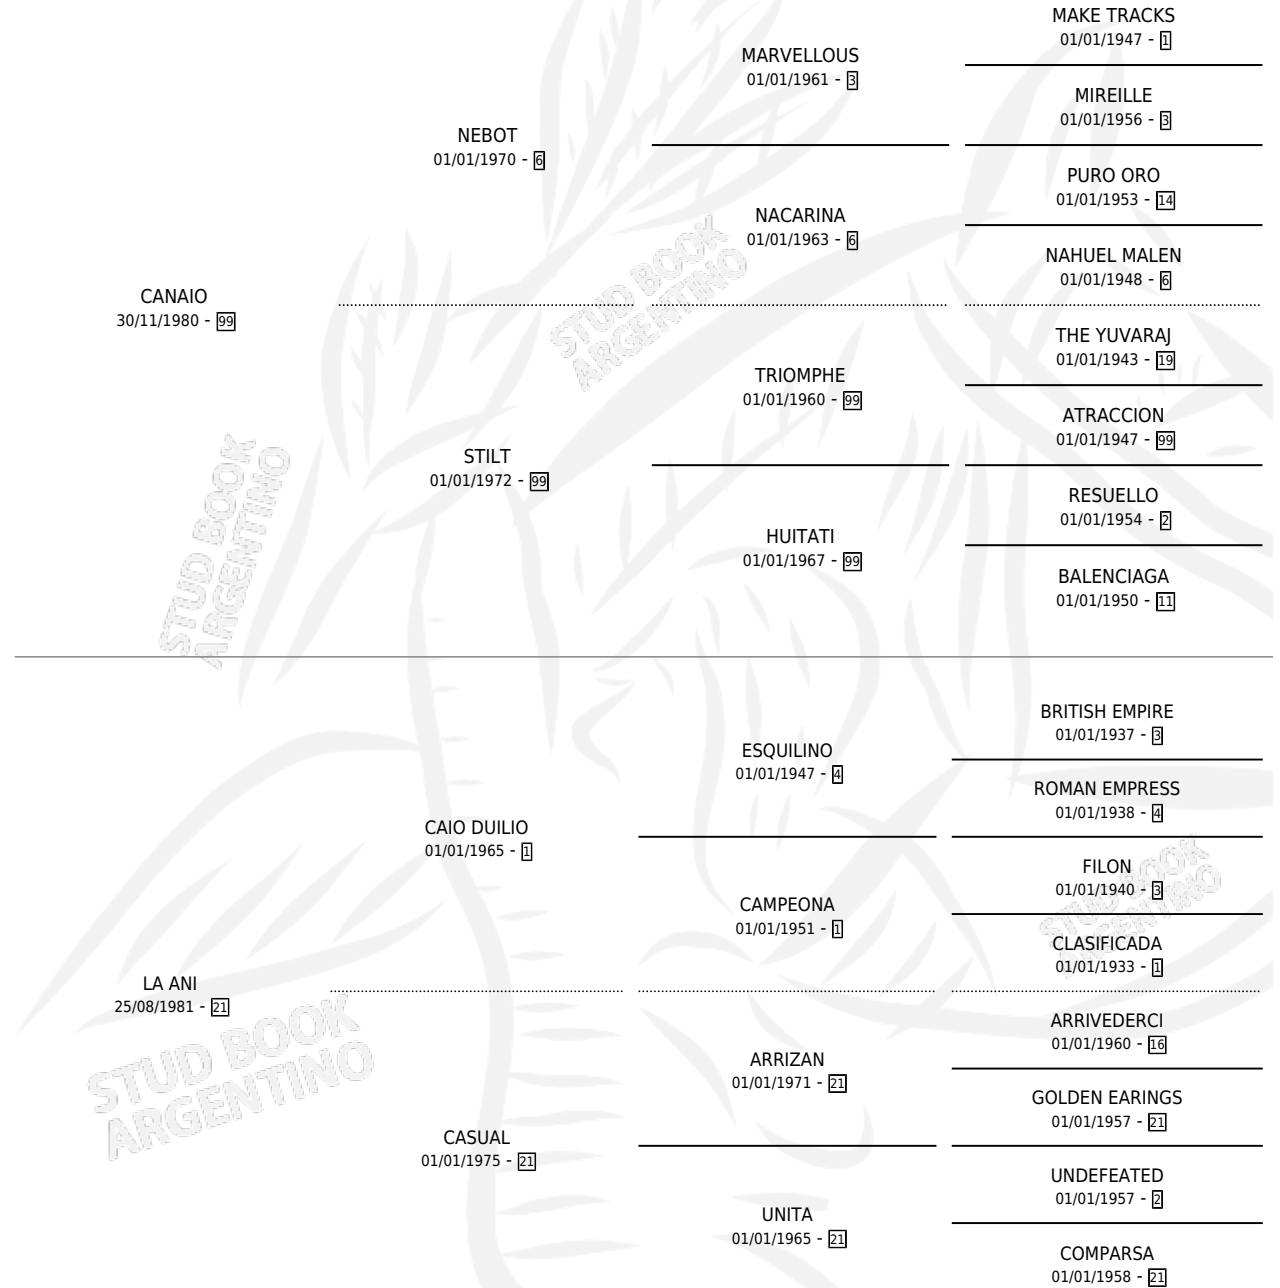 MAKE TRACKS
01/01/1947 - 1
MARVELLOUS
01/01/1961 - 3
MIREILLE
01/01/1956 - 3
NEBOT
01/01/1970 - 6
PURO ORO
01/01/1953 - 14
NACARINA
01/01/1963 - 6
NAHUEL MALEN
01/01/1948 - 6
CANAIO
30/11/1980 - 99
THE YUVARAJ
01/01/1943 - 19
TRIOMPHE
01/01/1960 - 99
ATRACCION
01/01/1947 - 99
STILT
01/01/1972 - 99
RESUELLO
01/01/1954 - 2
HUITATI
01/01/1967 - 99
BALENCIAGA
01/01/1950 - 11
BRITISH EMPIRE
01/01/1937 - 3
ESQUILINO
01/01/1947 - 4
ROMAN EMPRESS
01/01/1938 - 4
CAIO DUILIO
01/01/1965 - 1
FILON
01/01/1940 - 3
CAMPEONA
01/01/1951 - 1
CLASIFICADA
01/01/1933 - 1
LA ANI
25/08/1981 - 21
ARRIVEDERCI
01/01/1960 - 16
ARRIZAN
01/01/1971 - 21
GOLDEN EARINGS
01/01/1957 - 21
CASUAL
01/01/1975 - 21
UNDEFEATED
01/01/1957 - 2
UNITA
01/01/1965 - 21
COMPARSA
01/01/1958 - 21
STUD BOOK
ARGENTINO
STUD BOOK
ARGENTINO
STUD BOOK
ARGENTINO
STUD BOOK
ARGENTINO